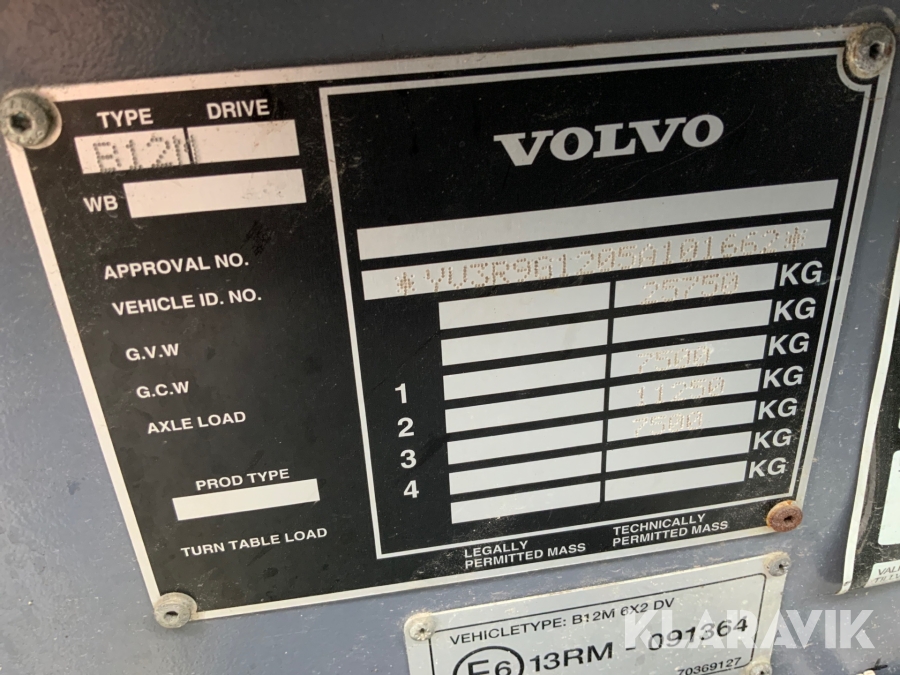 TYPE DRIVE
B12M
VOLVO
WB
APPROVAL NO.
VEHICLE ID. NO. *YV3R9G1205A101662*
G.V.W 25750 KG
G.C.W KG
AXLE LOAD 1 7500 KG
2 11250 KG
3 7500 KG
4 KG
PROD TYPE
TURN TABLE LOAD KG
LEGALLY PERMITTED MASS
TECHNICALLY PERMITTED MASS
VEHICLETYPE: B12M 6X2 DV
E6 13RM - 091364
70369127
KLARAVIK